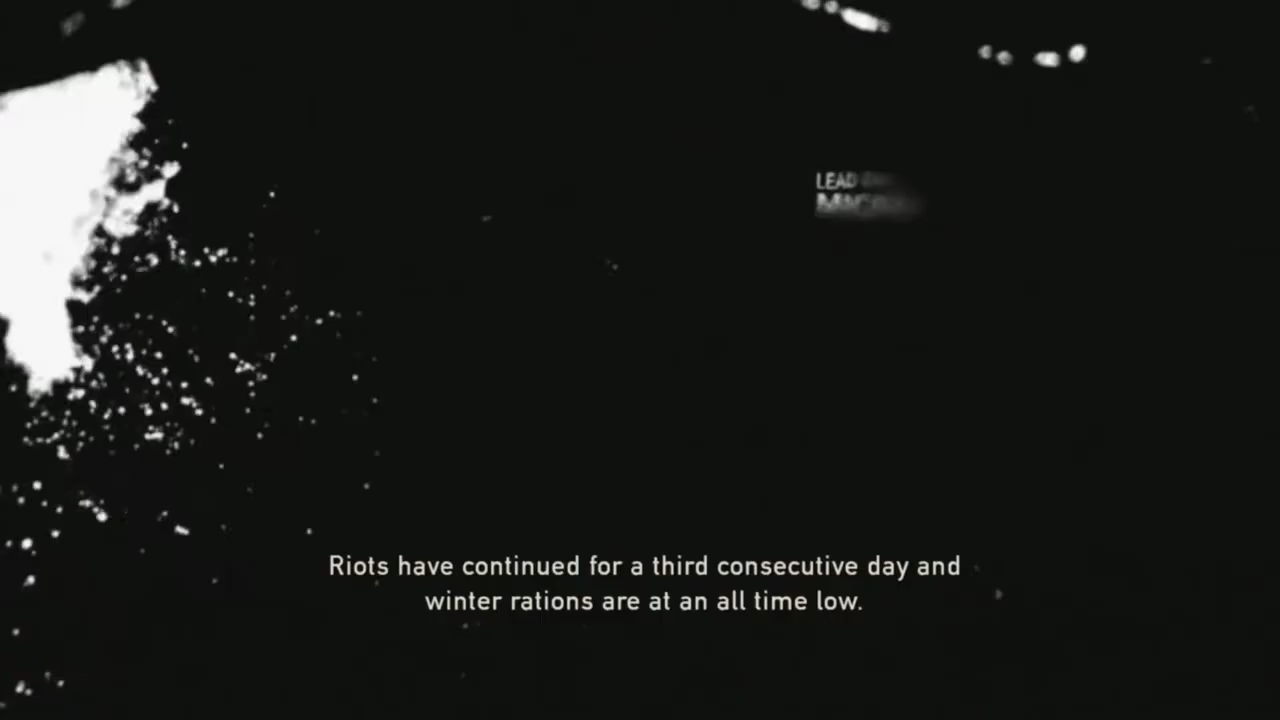 LEAD
Riots have continued for a third consecutive day and
winter rations are at an all time low.